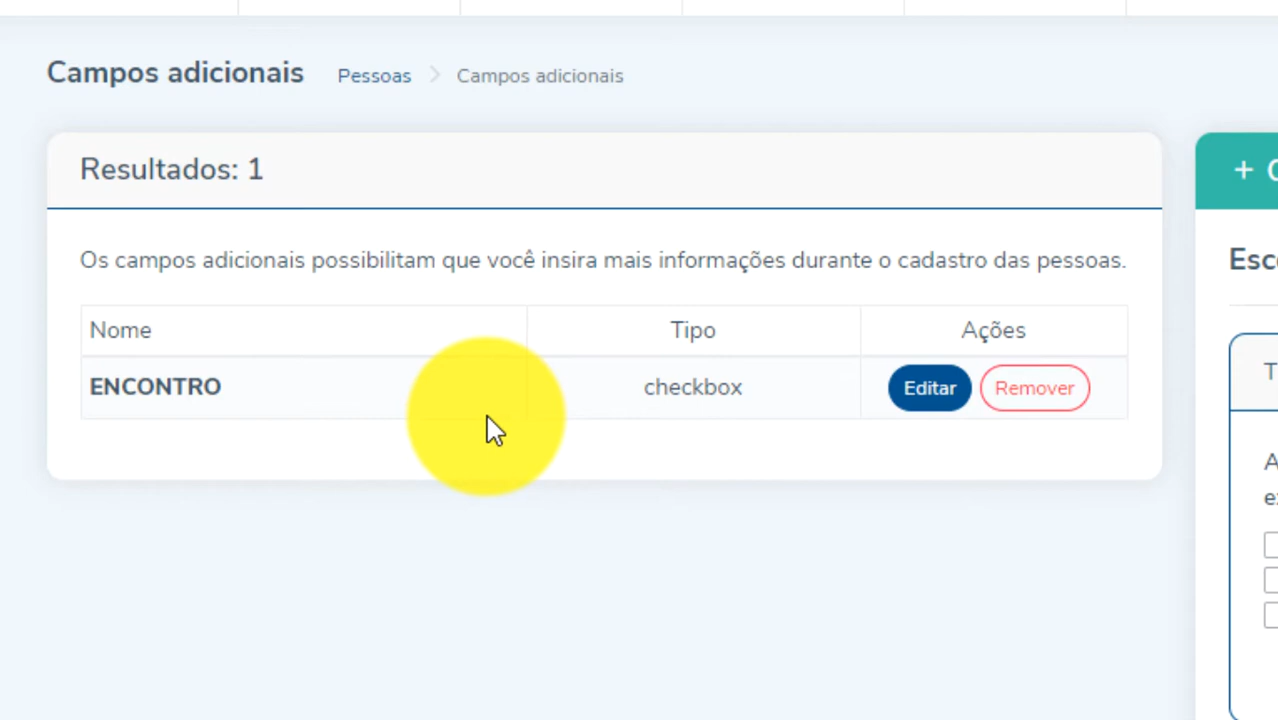 Campos adicionais Pessoas Campos adicionais
Resultados: 1
Os campos adicionais possibilitam que você insira mais informações durante o cadastro das pessoas.
Nome Tipo Ações
ENCONTRO checkbox Editar Remover
+